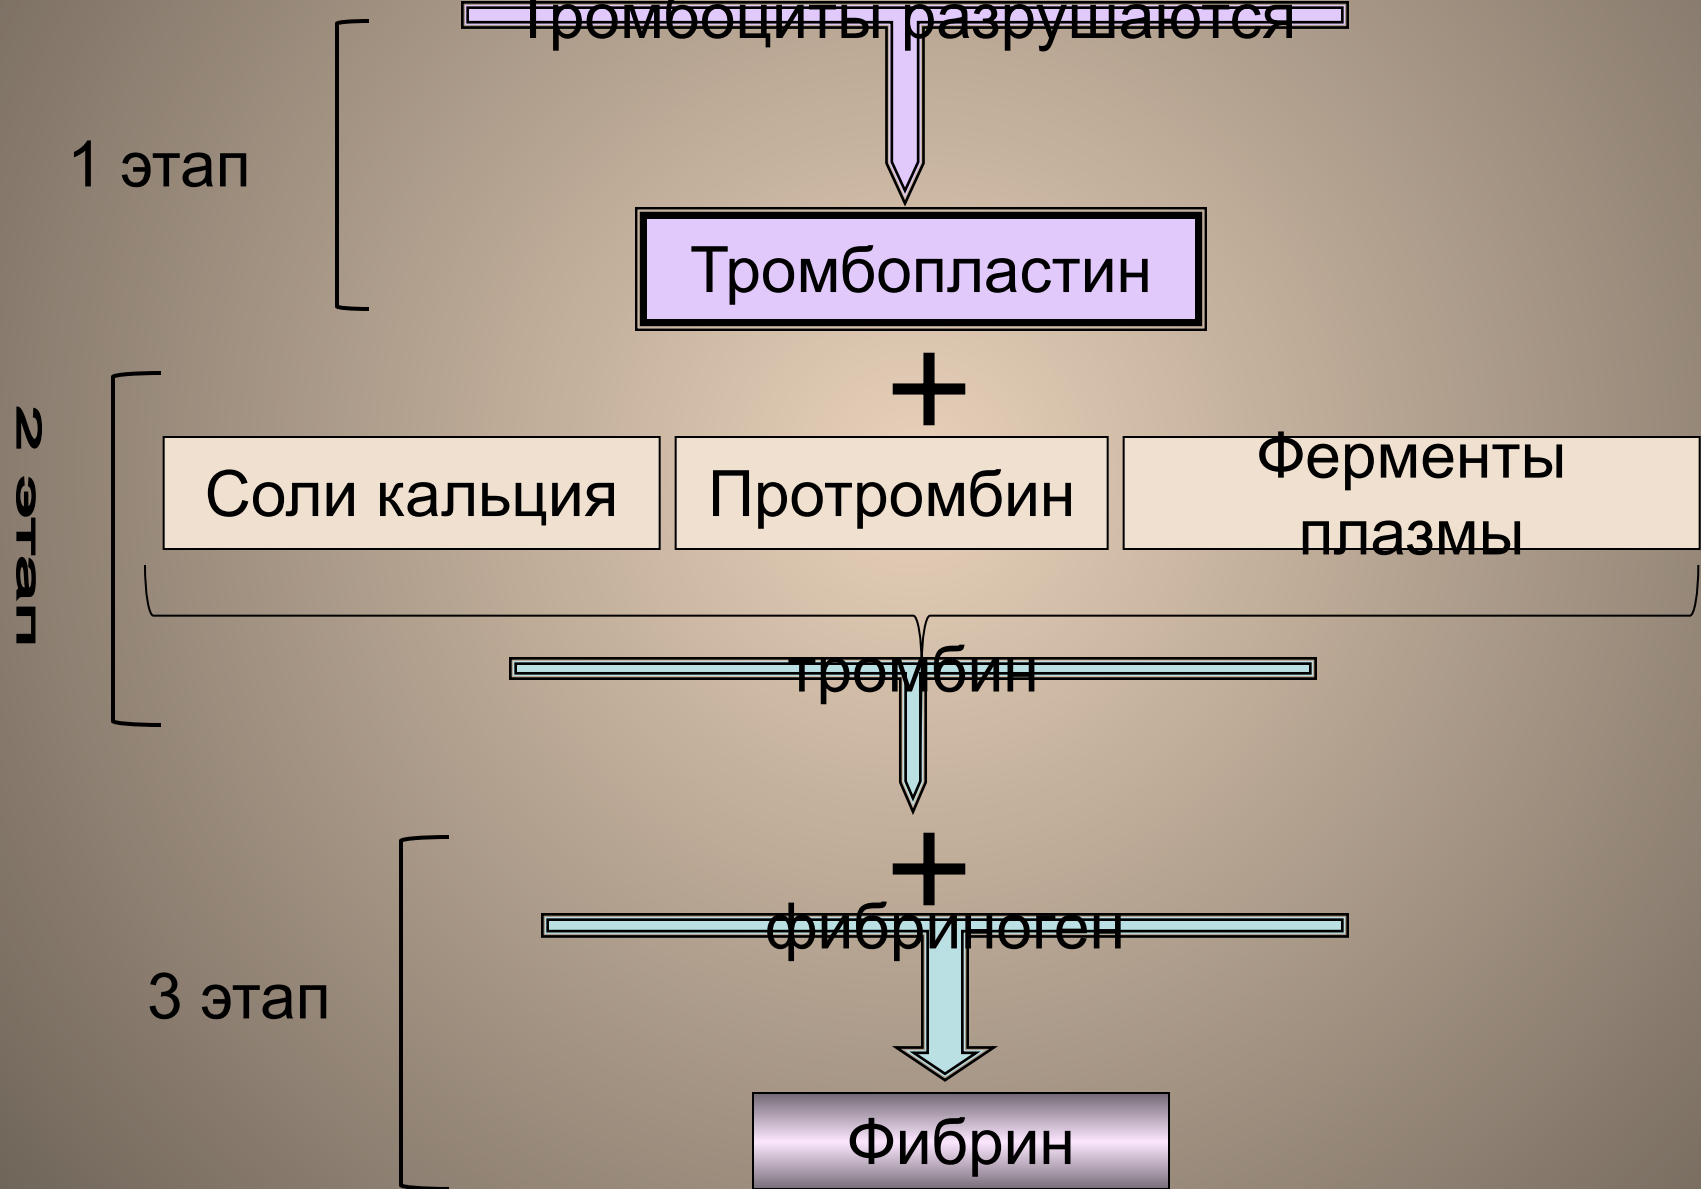 Тромбоциты разрушаются
1 этап
Тромбопластин
+
2 этап
Соли кальция
Протромбин
Ферменты
плазмы
тромбин
+
фибриноген
3 этап
Фибрин